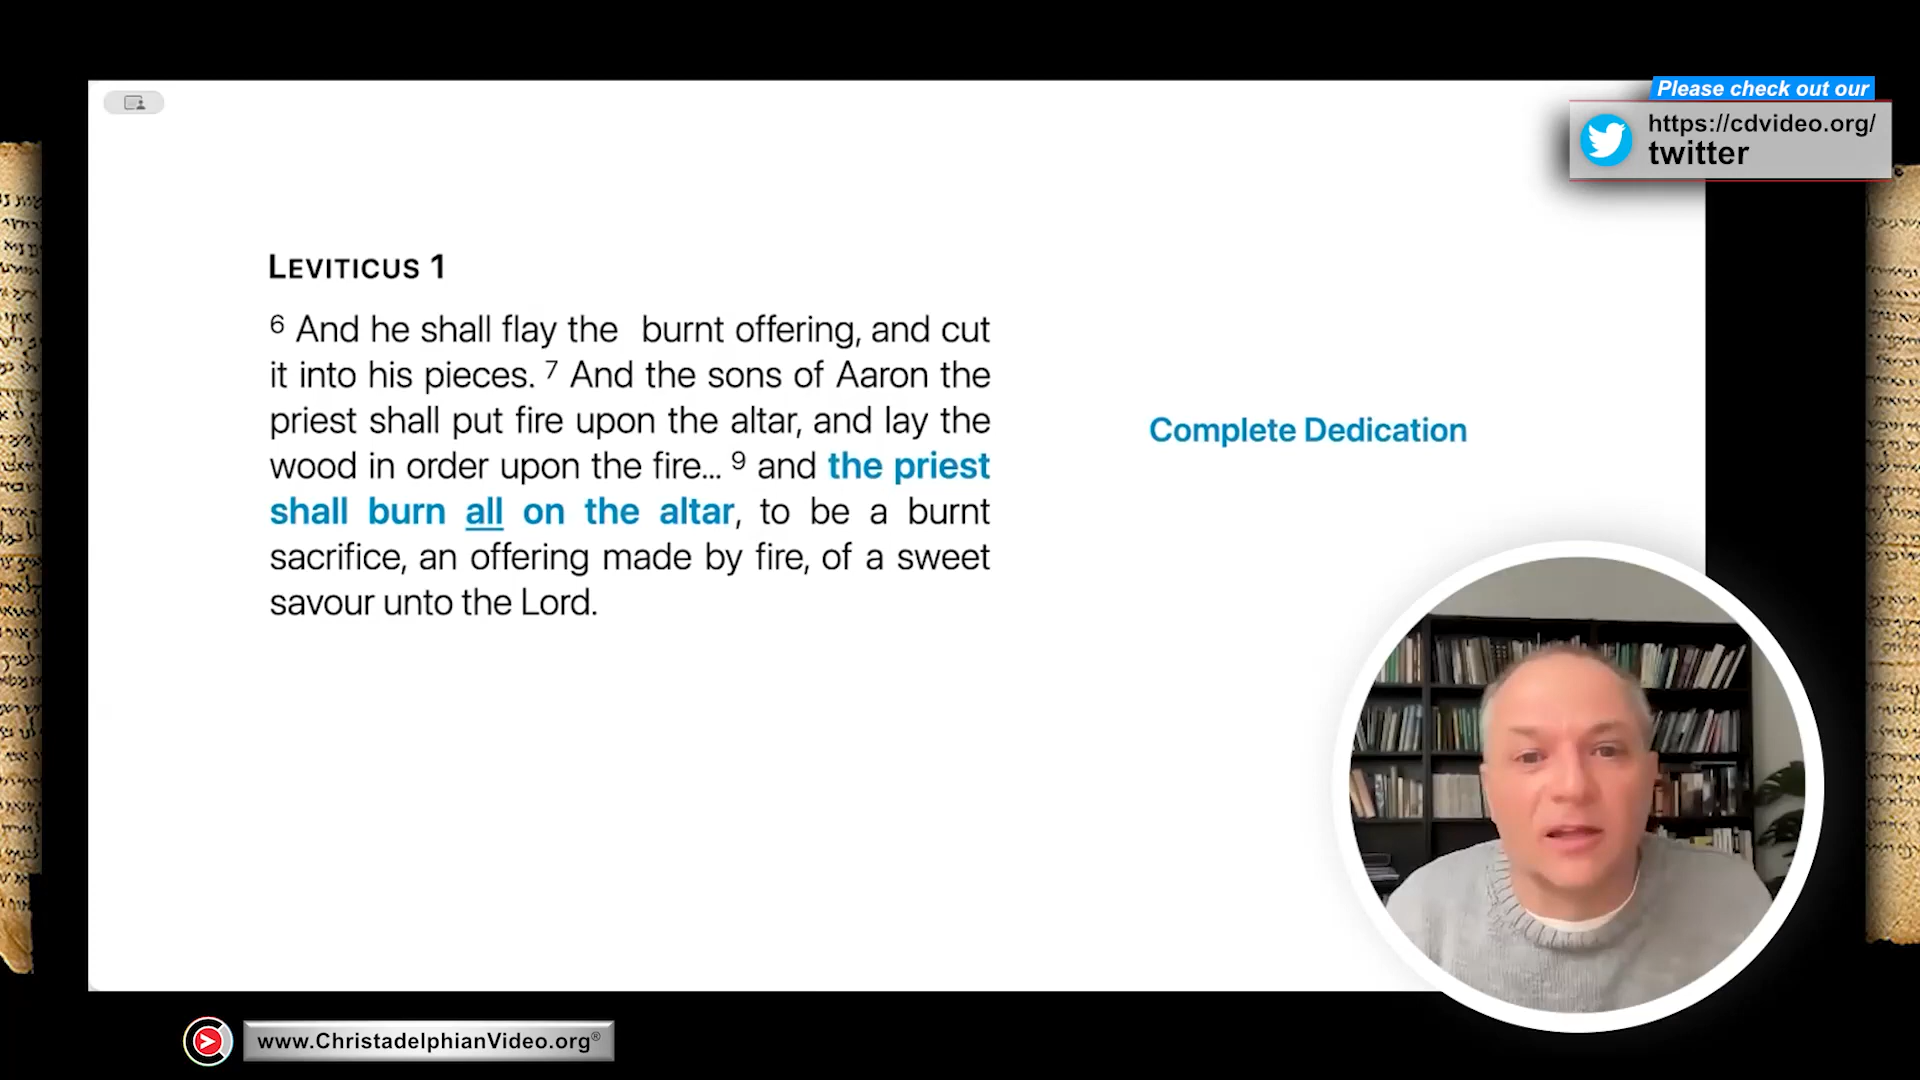 Please check out our
https://cdvideo.org/
twitter
LEVITICUS 1
6 And he shall flay the burnt offering, and cut
it into his pieces. 7 And the sons of Aaron the
priest shall put fire upon the altar, and lay the
wood in order upon the fire... 9 and the priest
shall burn all on the altar, to be a burnt
sacrifice, an offering made by fire, of a sweet
savour unto the Lord.
Complete Dedication
www.ChristadelphianVideo.org®